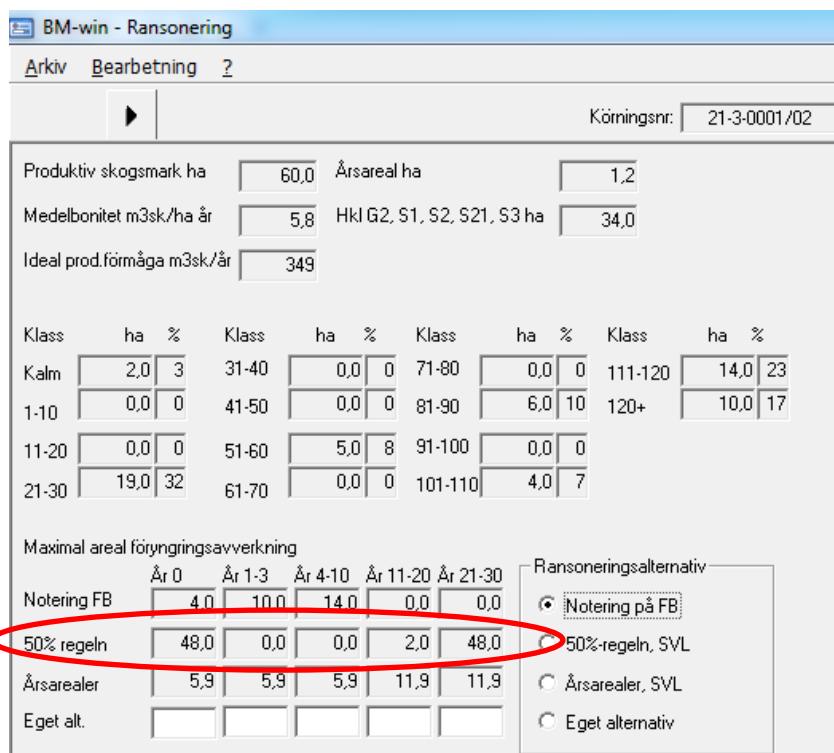 BM-win - Ransonering
Arkiv Bearbetning ?
Körningsnr: 21-3-0001/02
Produktiv skogsmark ha 60,0 Årsareal ha 1,2
Medelbonitet m3sk/ha år 5,8 Hkl G2, S1, S2, S21, S3 ha 34,0
Ideal prod.förmåga m3sk/år 349
Klass ha % Klass ha % Klass ha % Klass ha %
Kalm 2,0 3 31-40 0,0 0 71-80 0,0 0 111-120 14,0 23
1-10 0,0 0 41-50 0,0 0 81-90 6,0 10 120+ 10,0 17
11-20 0,0 0 51-60 5,0 8 91-100 0,0 0
21-30 19,0 32 61-70 0,0 0 101-110 4,0 7
Maximal areal föryngringsavverkning
År 0 År 1-3 År 4-10 År 11-20 År 21-30 Ransoneringsalternativ
Notering FB 4,0 10,0 14,0 0,0 0,0 Notering på FB
50% regeln 48,0 0,0 0,0 2,0 48,0 50%-regeln, SVL
Årsarealer 5,9 5,9 5,9 11,9 11,9 Årsarealer, SVL
Eget alt. Eget alternativ